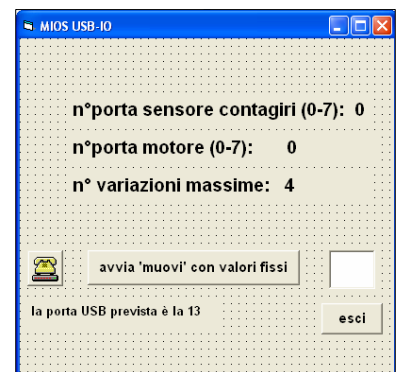 MIOS USB-IO
n°porta sensore contagiri (0-7): 0
n°porta motore (0-7): 0
n° variazioni massime: 4
avvia 'muovi' con valori fissi
la porta USB prevista è la 13
esci